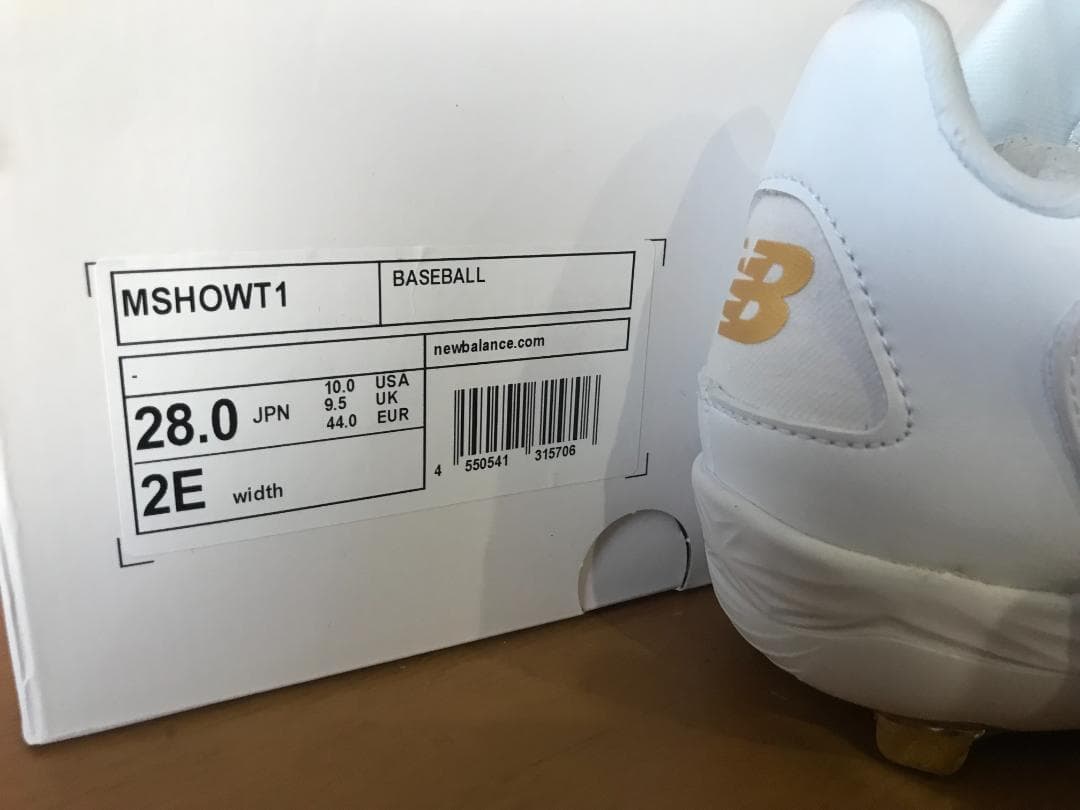 MSHOWT1
BASEBALL
newbalance.com
-
28.0 JPN
10.0 USA
9.5 UK
44.0 EUR
2E width
4 550541 315706
NB